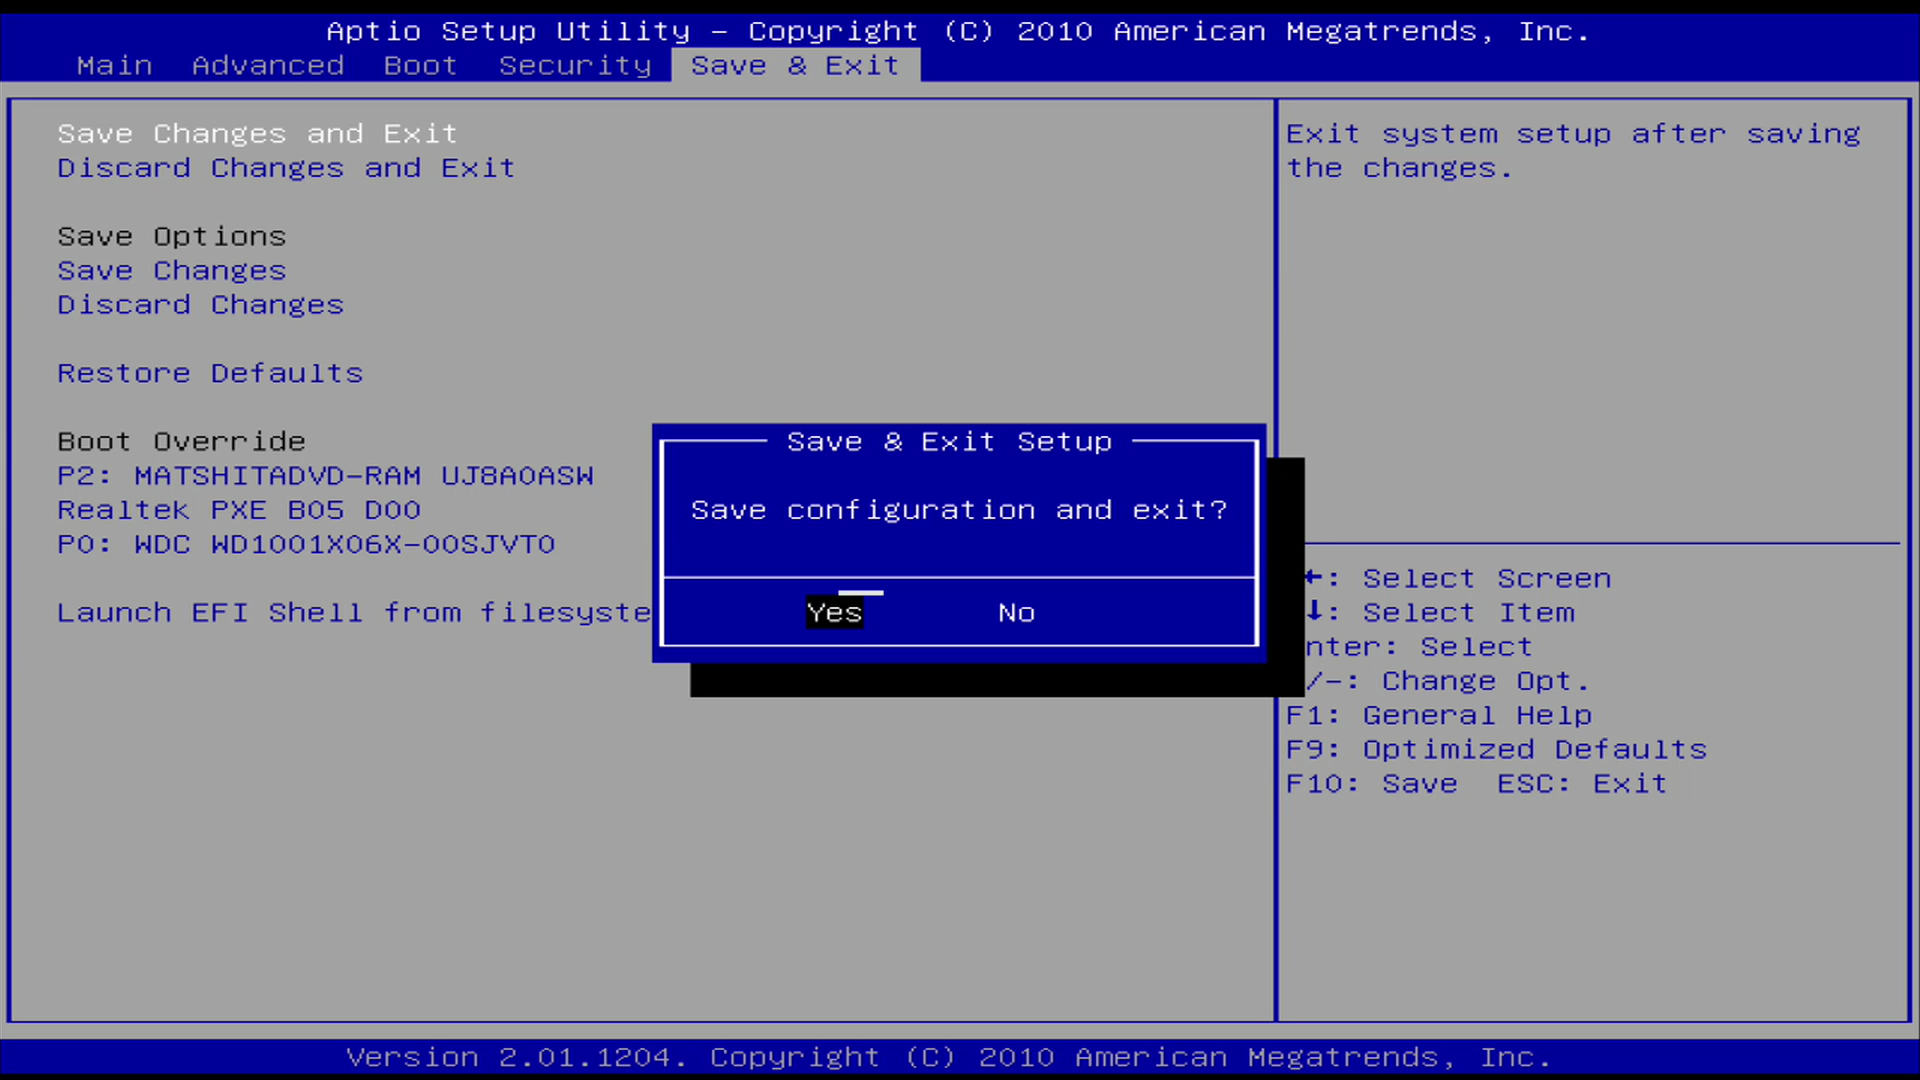 Aptio Setup Utility – Copyright (C) 2010 American Megatrends, Inc.
Main Advanced Boot Security Save & Exit
Save Changes and Exit
Discard Changes and Exit
Save Options
Save Changes
Discard Changes
Restore Defaults
Boot Override
P2: MATSHITADVD-RAM UJ8A0ASW
Realtek PXE B05 D00
P0: WDC WD1001X06X-00SJVT0
Launch EFI Shell from filesyste
Save & Exit Setup
Save configuration and exit?
Yes No
Exit system setup after saving
the changes.
←: Select Screen
↓: Select Item
nter: Select
/-: Change Opt.
F1: General Help
F9: Optimized Defaults
F10: Save ESC: Exit
Version 2.01.1204. Copyright (C) 2010 American Megatrends, Inc.